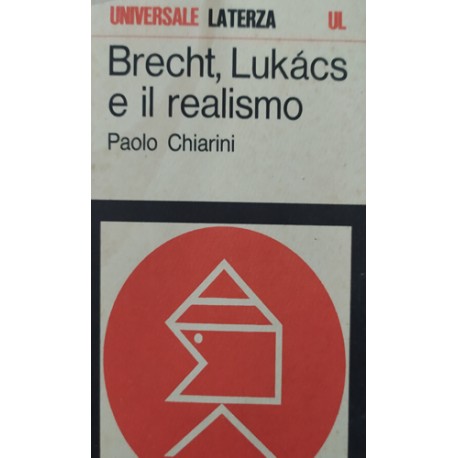 UNIVERSALE LATERZA UL
Brecht, Lukács
e il realismo
Paolo Chiarini